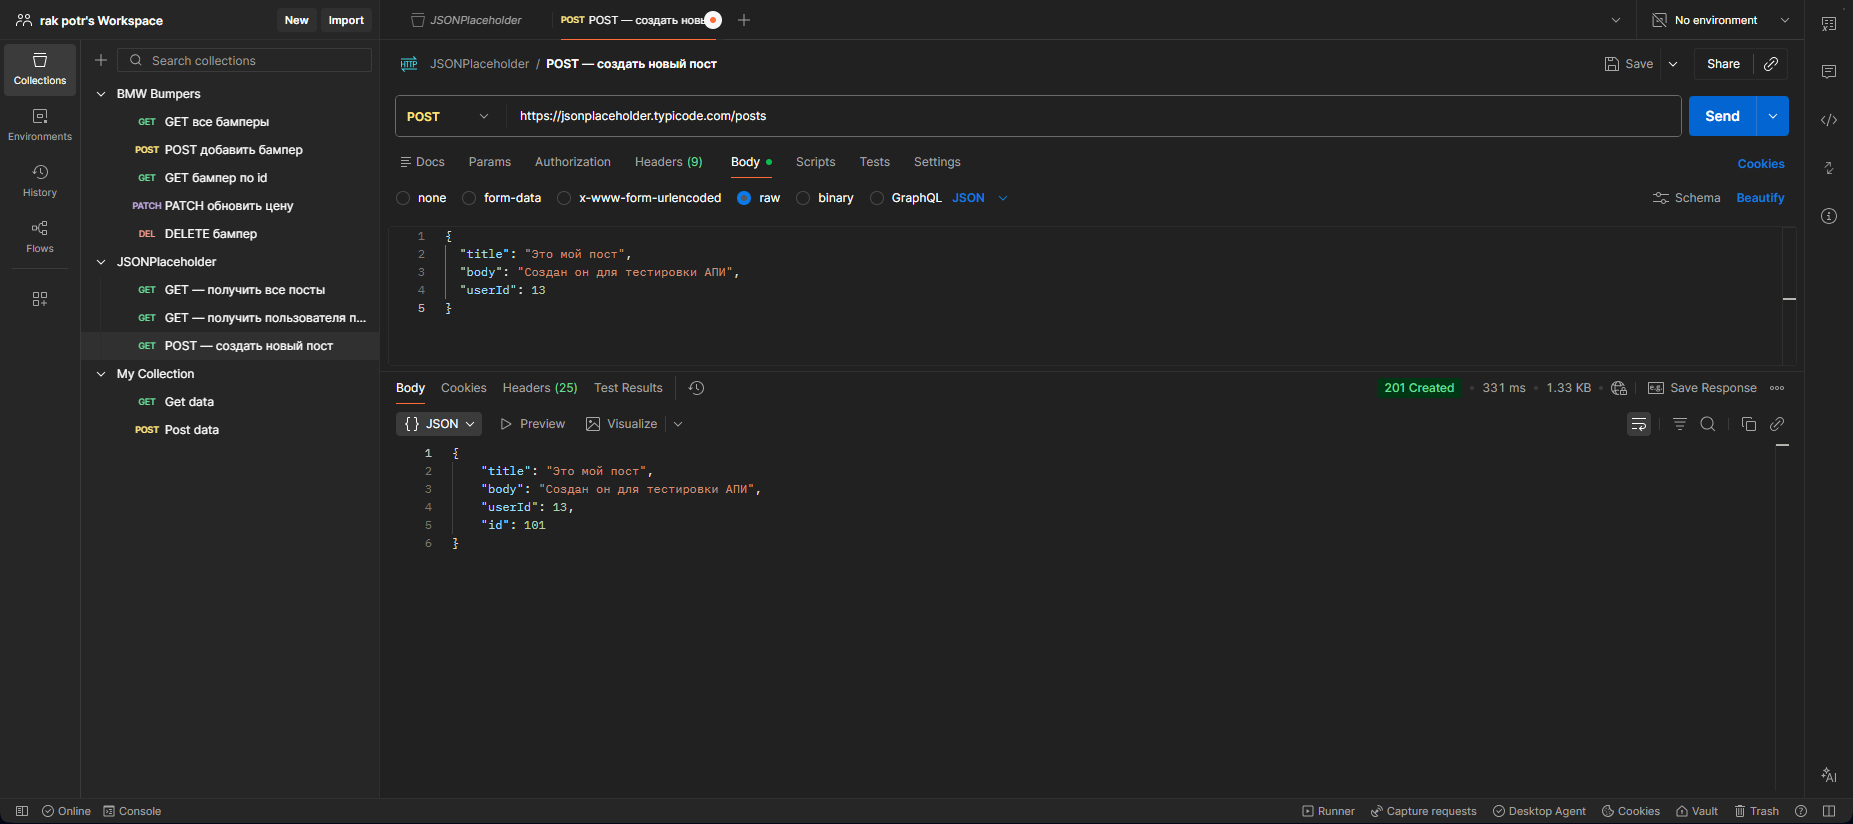 rak potr's Workspace
New
Import
JSONPlaceholder
POST POST — создать новы
No environment
Collections
Environments
History
Flows
Search collections
BMW Bumpers
GET GET все бамперы
POST POST добавить бампер
GET GET бампер по id
PATCH PATCH обновить цену
DEL DELETE бампер
JSONPlaceholder
GET GET — получить все посты
GET GET — получить пользователя п...
GET POST — создать новый пост
My Collection
GET Get data
POST Post data
HTTP JSONPlaceholder / POST — создать новый пост
Save
Share
POST https://jsonplaceholder.typicode.com/posts
Send
Docs Params Authorization Headers (9) Body Scripts Tests Settings
Cookies
none form-data x-www-form-urlencoded raw binary GraphQL JSON
Schema Beautify
1 {
2 "title": "Это мой пост",
3 "body": "Создан он для тестировки АПИ",
4 "userId": 13
5 }
Body Cookies Headers (25) Test Results
201 Created 331 ms 1.33 KB e.g. Save Response
{} JSON Preview Visualize
1 {
2 "title": "Это мой пост",
3 "body": "Создан он для тестировки АПИ",
4 "userId": 13,
5 "id": 101
6 }
AI
Online Console
Runner Capture requests Desktop Agent Cookies Vault Trash